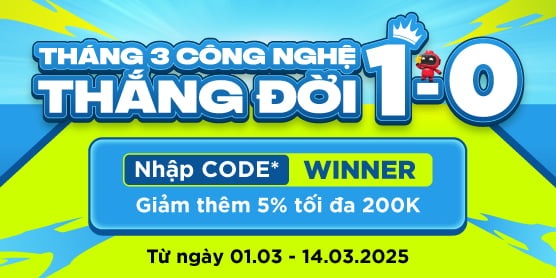 THÁNG 3 CÔNG NGHỆ
THẮNG ĐỜI 1-0
Nhập CODE* WINNER
Giảm thêm 5% tối đa 200K
Từ ngày 01.03 - 14.03.2025